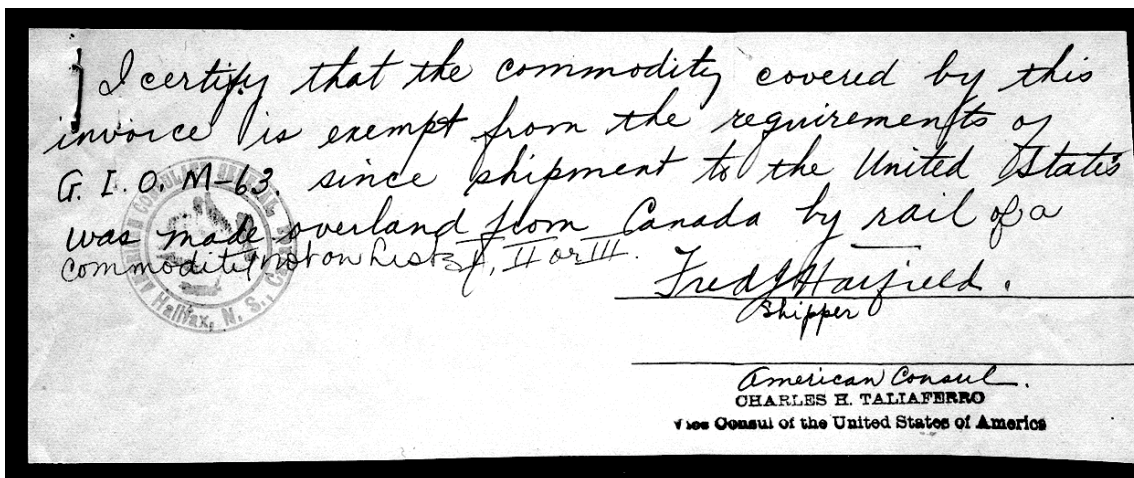 I certify that the commodity covered by this
invoice is exempt from the requirements of
G. I. O. M-63. since shipment to the United States
was made overland from Canada by rail of a
commodity not on Lists I, II or III.
Fred J Hatfield.
Shipper
American Consul.
CHARLES H. TALIAFERRO
Vice Consul of the United States of America
Halifax, N. S.,